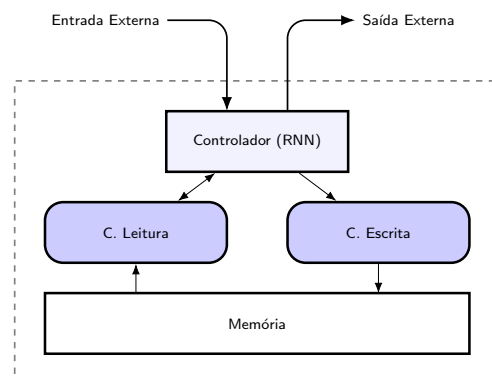 Entrada Externa
Saída Externa
Controlador (RNN)
C. Leitura
C. Escrita
Memória